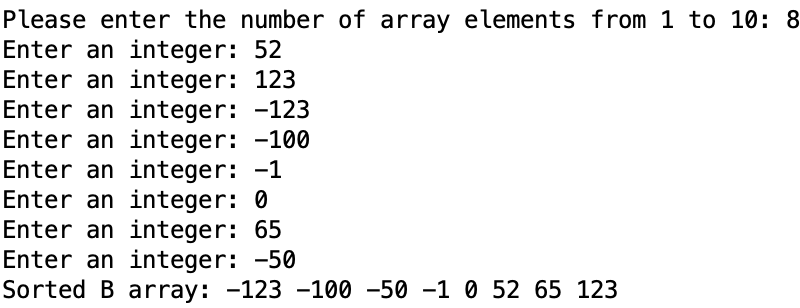 Please enter the number of array elements from 1 to 10: 8
Enter an integer: 52
Enter an integer: 123
Enter an integer: -123
Enter an integer: -100
Enter an integer: -1
Enter an integer: 0
Enter an integer: 65
Enter an integer: -50
Sorted B array: -123 -100 -50 -1 0 52 65 123